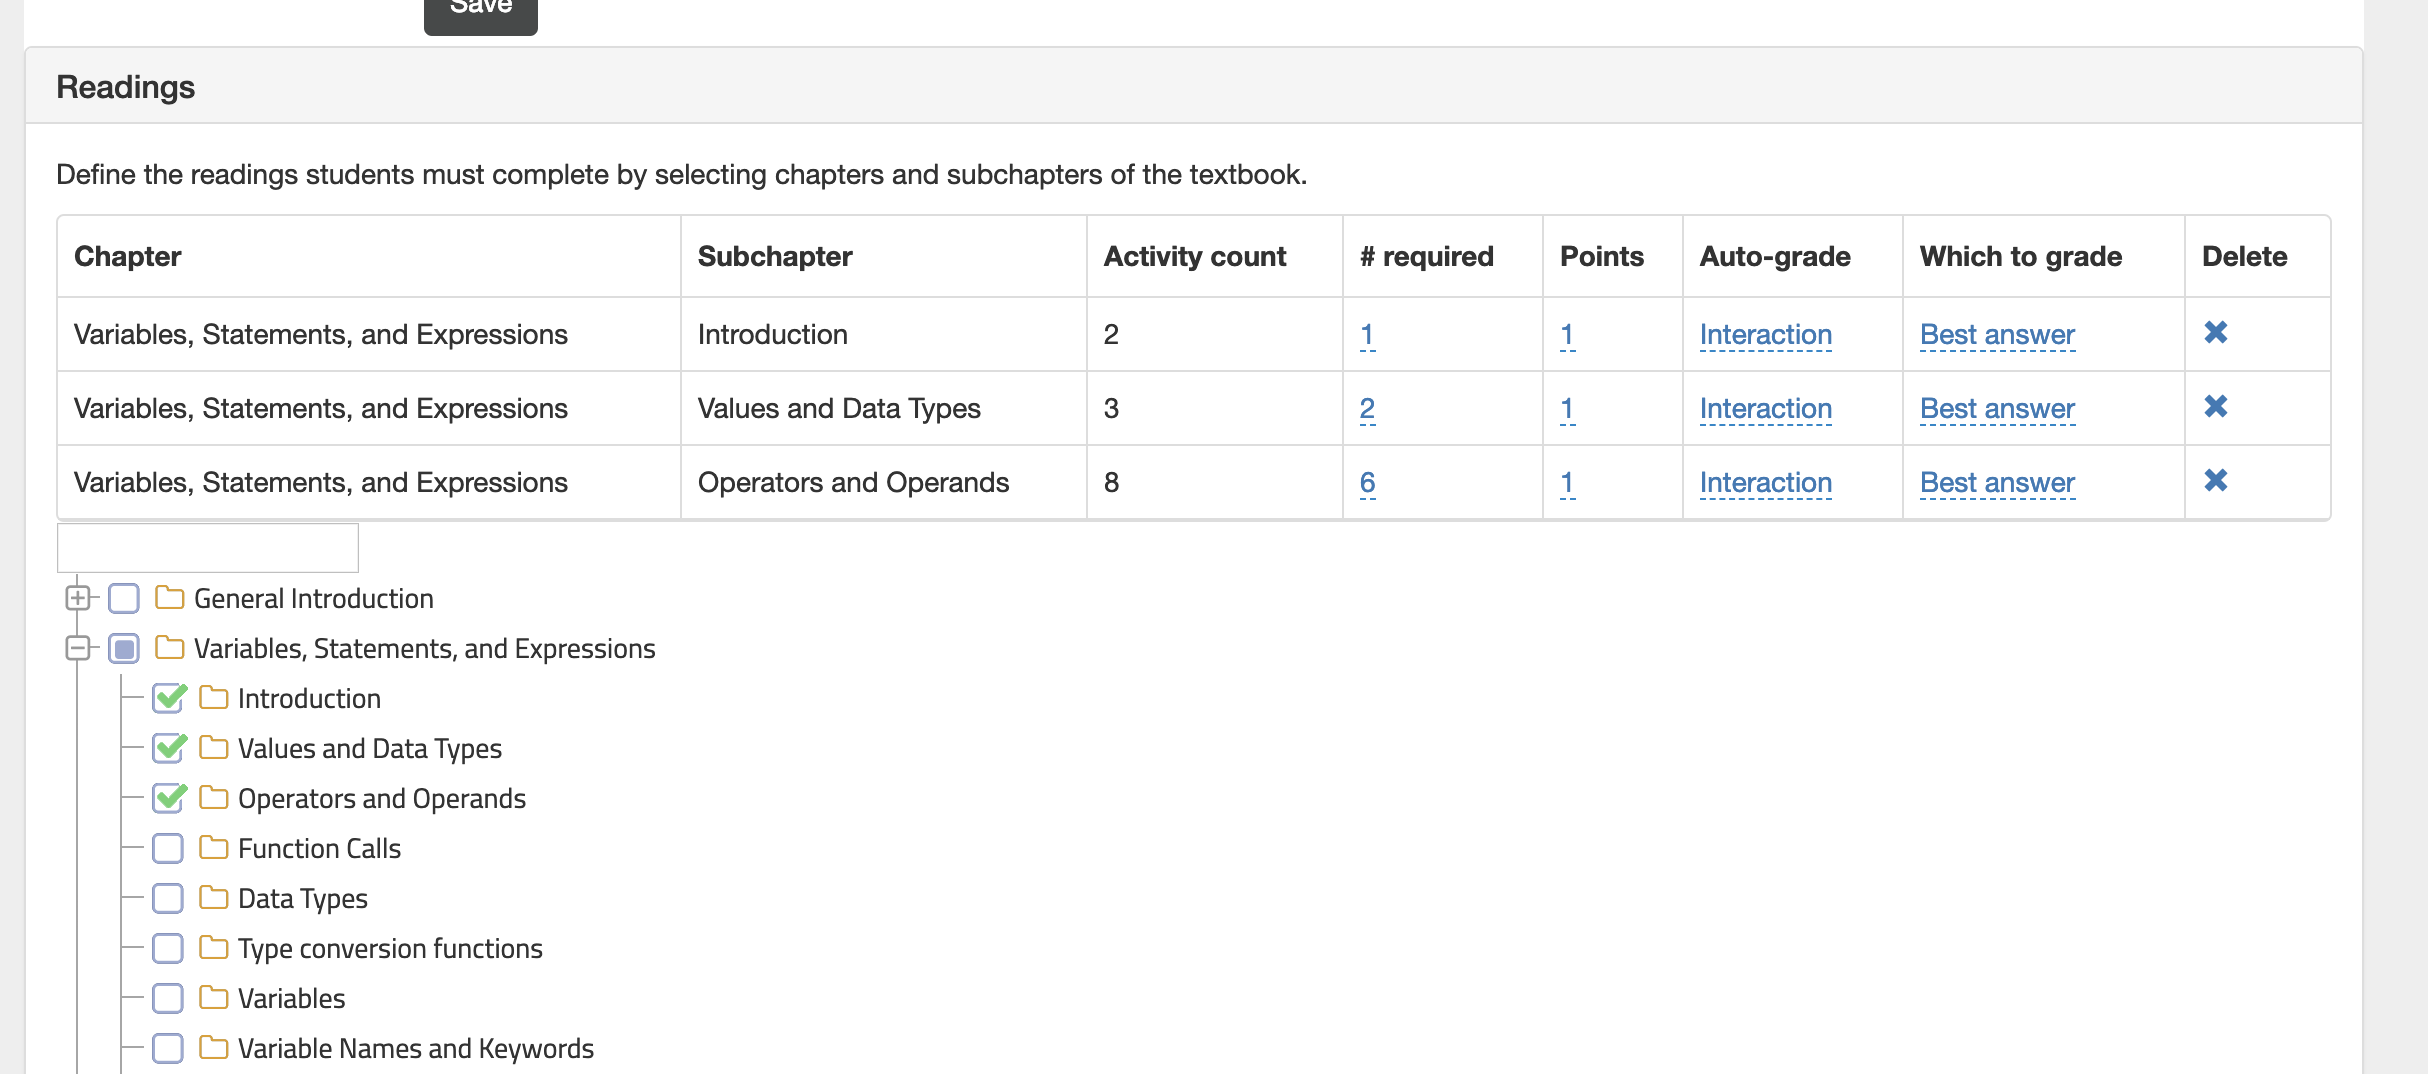 Save
Readings
Define the readings students must complete by selecting chapters and subchapters of the textbook.
Chapter Subchapter Activity count # required Points Auto-grade Which to grade Delete
Variables, Statements, and Expressions Introduction 2 1 1 Interaction Best answer
Variables, Statements, and Expressions Values and Data Types 3 2 1 Interaction Best answer
Variables, Statements, and Expressions Operators and Operands 8 6 1 Interaction Best answer
General Introduction
Variables, Statements, and Expressions
Introduction
Values and Data Types
Operators and Operands
Function Calls
Data Types
Type conversion functions
Variables
Variable Names and Keywords